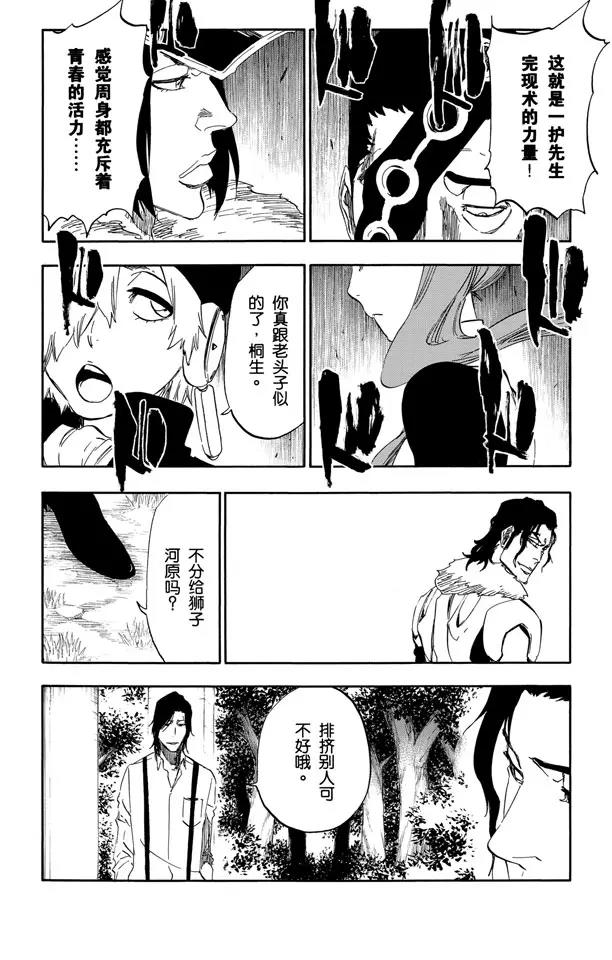 这就是一护先生
完现术的力量！
感觉周身都充斥着
青春的活力……
你真跟老头子似
的了，桐生。
不分给狮子
河原吗？
排挤别人可
不好哦。